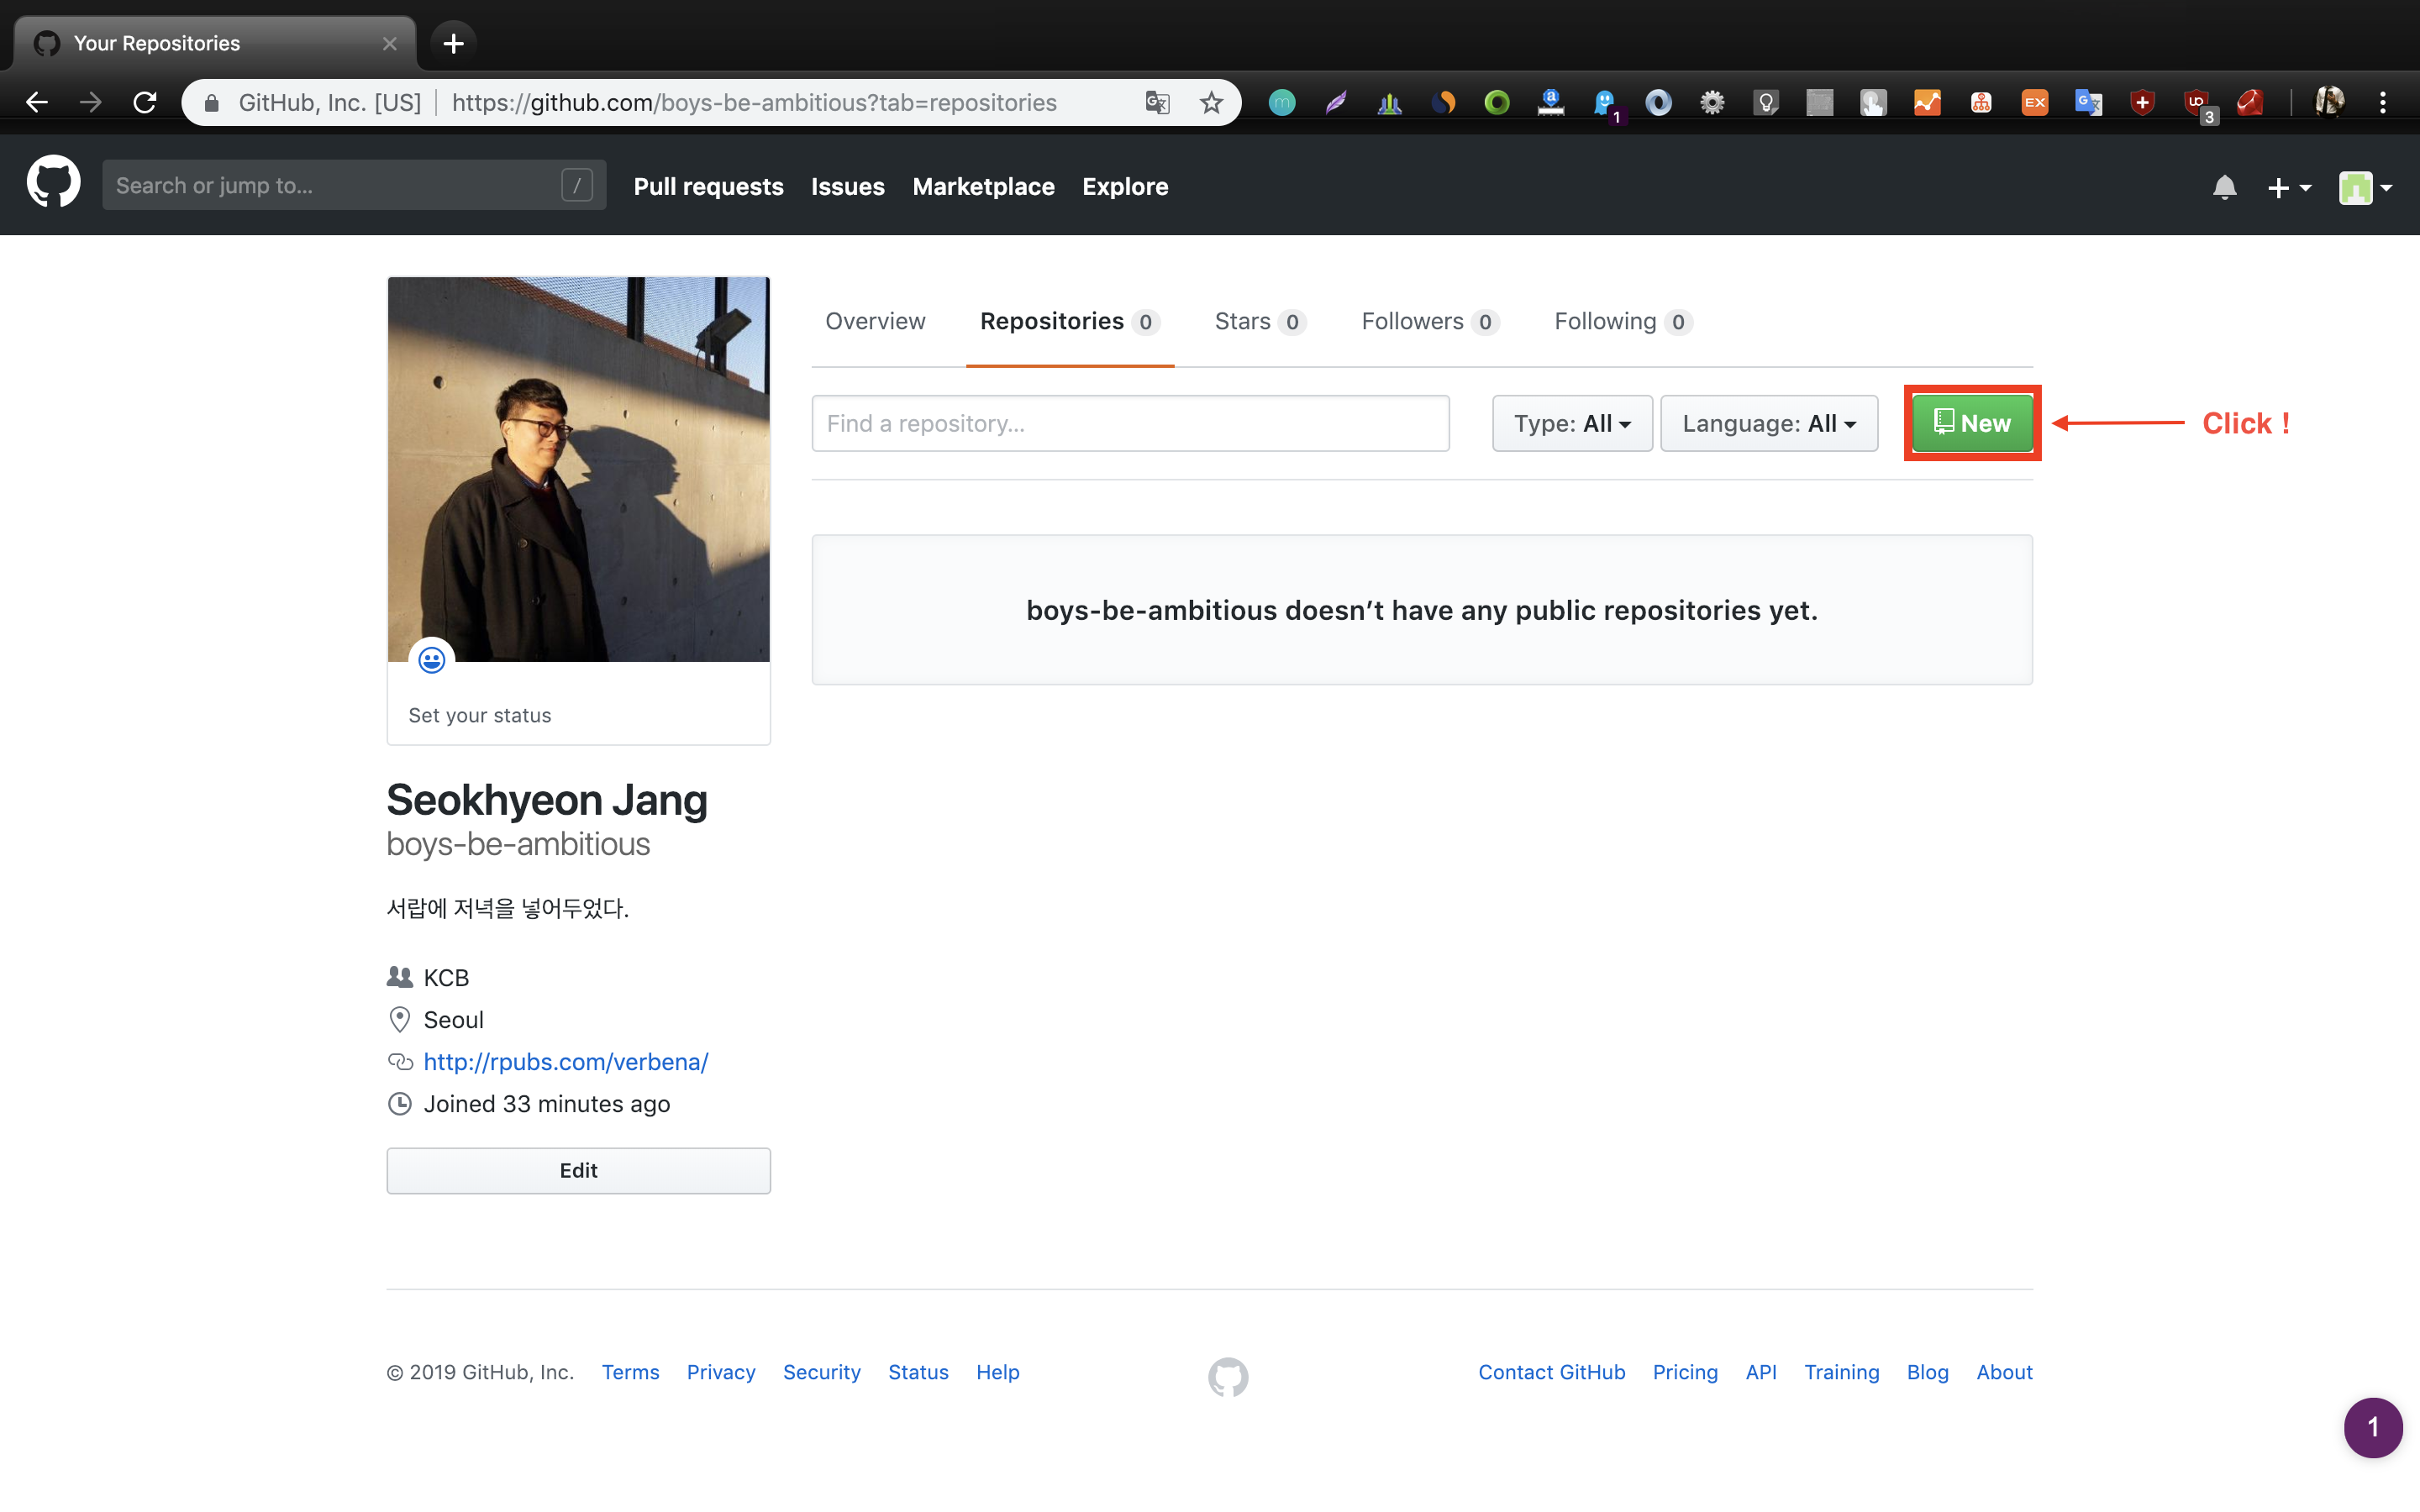 Your Repositories
GitHub, Inc. [US] https://github.com/boys-be-ambitious?tab=repositories
m
a
1
EX
G
UD
3
Search or jump to...
/
Pull requests Issues Marketplace Explore
Overview Repositories 0 Stars 0 Followers 0 Following 0
Find a repository... Type: All Language: All New Click !
boys-be-ambitious doesn’t have any public repositories yet.
Set your status
Seokhyeon Jang
boys-be-ambitious
서랍에 저녁을 넣어두었다.
KCB
Seoul
http://rpubs.com/verbena/
Joined 33 minutes ago
Edit
© 2019 GitHub, Inc. Terms Privacy Security Status Help Contact GitHub Pricing API Training Blog About
1